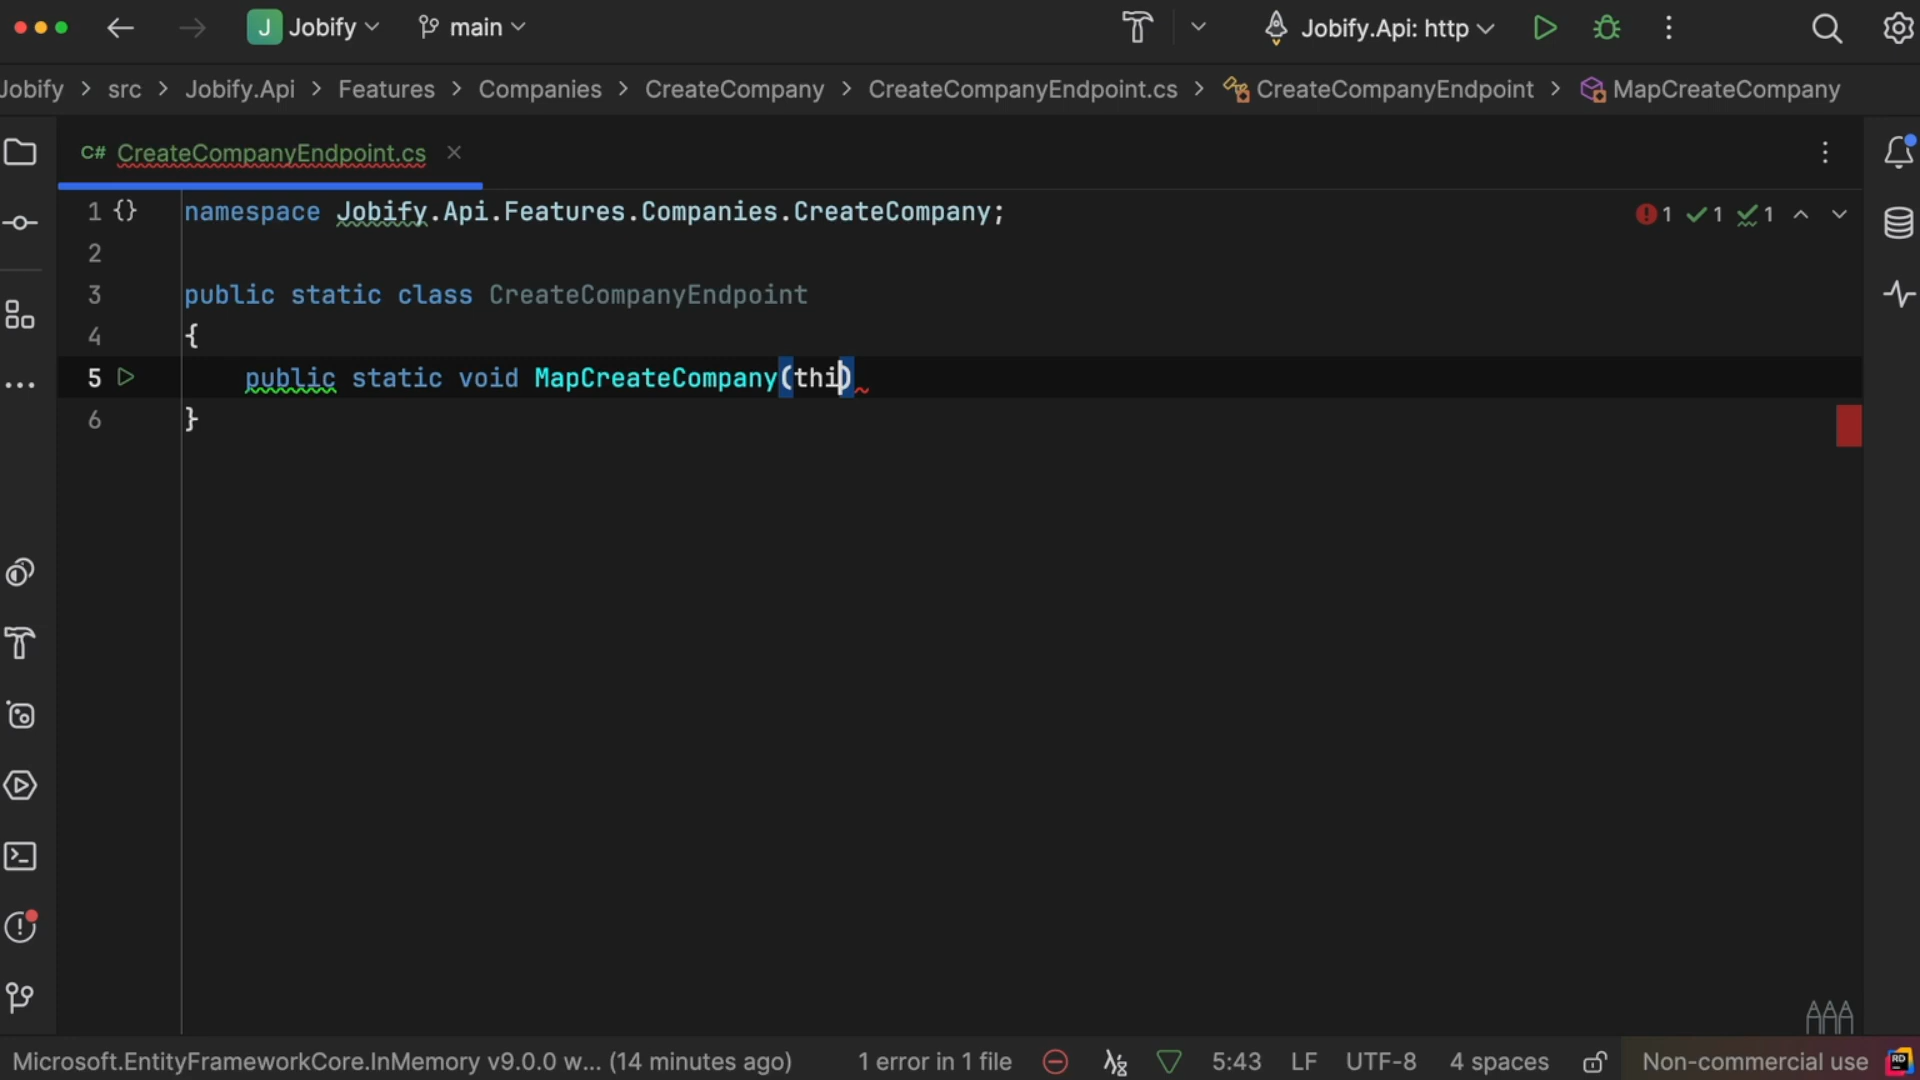 J Jobify main Jobify.Api: http
Jobify > src > Jobify.Api > Features > Companies > CreateCompany > CreateCompanyEndpoint.cs > CreateCompanyEndpoint > MapCreateCompany
C# CreateCompanyEndpoint.cs
1 {} namespace Jobify.Api.Features.Companies.CreateCompany; 1 1 1
2
3 public static class CreateCompanyEndpoint
4 {
5 public static void MapCreateCompany(thi)
6 }
Microsoft.EntityFrameworkCore.InMemory v9.0.0 w... (14 minutes ago) 1 error in 1 file 5:43 LF UTF-8 4 spaces Non-commercial use RD